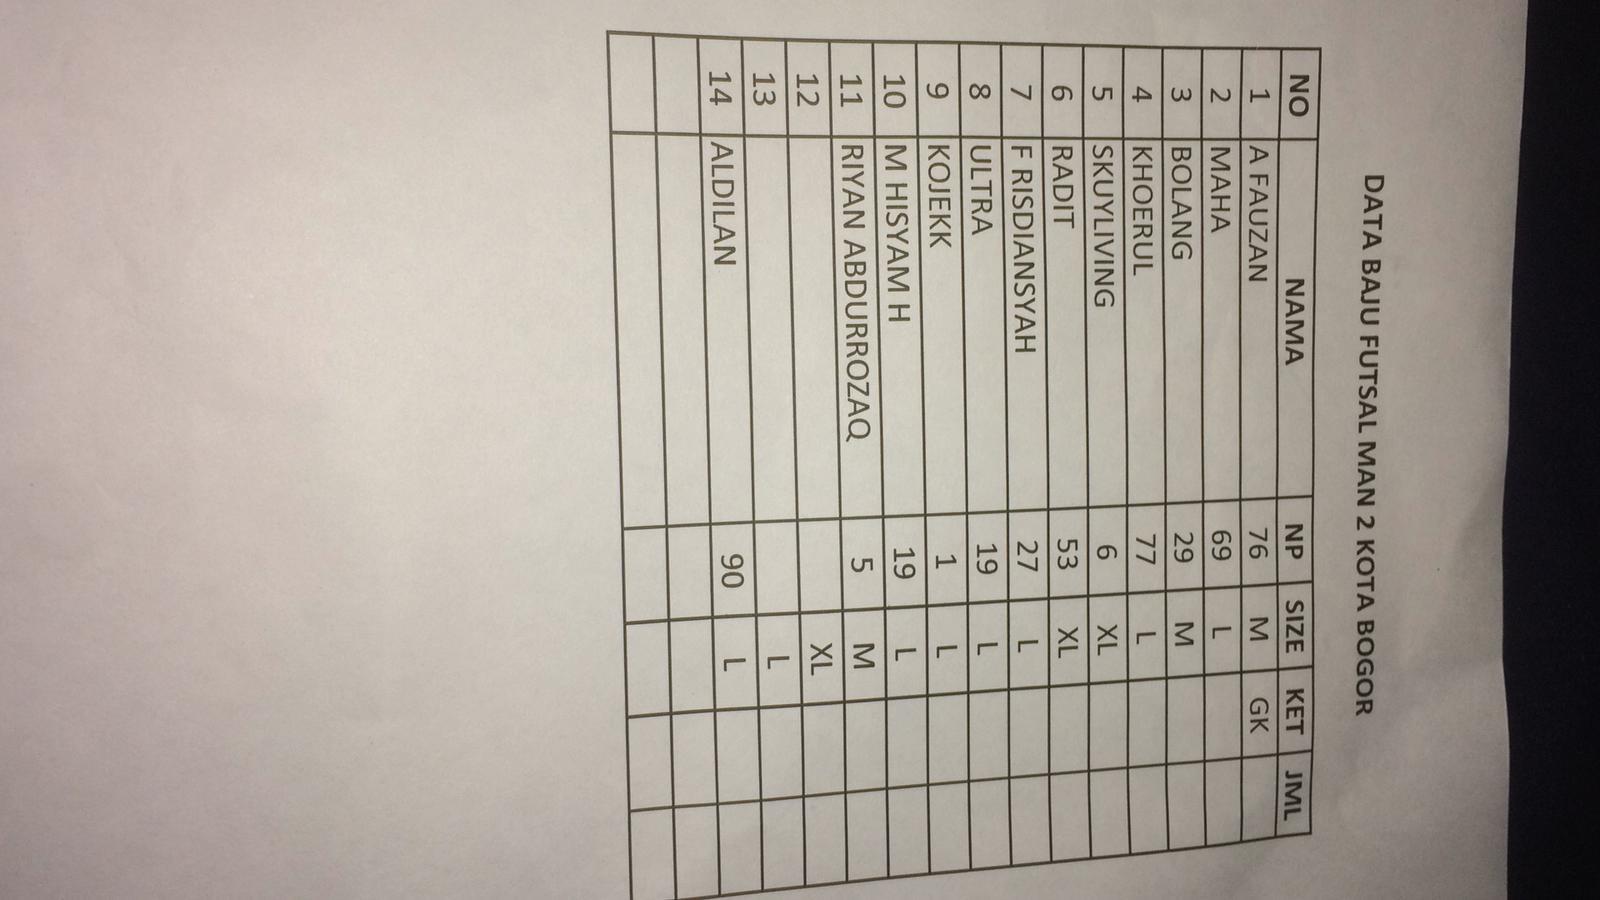 DATA BAJU FUTSAL MAN 2 KOTA BOGOR
NO NAMA NP SIZE KET JML
1 A FAUZAN 76 M GK
2 MAHA 69 L
3 BOLANG 29 M
4 KHOERUL 77 L
5 SKUYLIVING 6 XL
6 RADIT 53 XL
7 F RISDIANSYAH 27 L
8 ULTRA 19 L
9 KOJEKK 1 L
10 M HISYAM H 19 L
11 RIYAN ABDURROZAQ 5 M
12 XL
13 L
14 ALDILAN 90 L